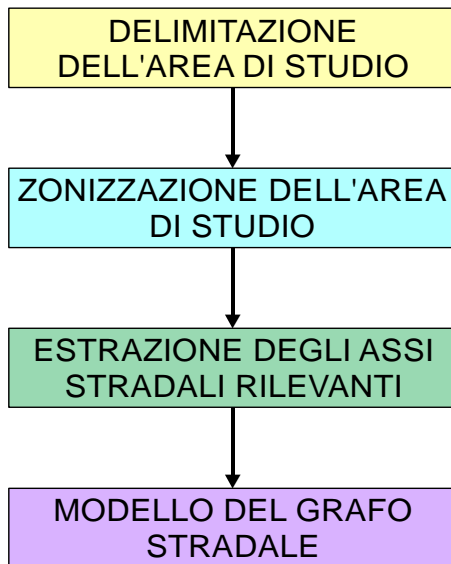 DELIMITAZIONE
DELL'AREA DI STUDIO
ZONIZZAZIONE DELL'AREA
DI STUDIO
ESTRAZIONE DEGLI ASSI
STRADALI RILEVANTI
MODELLO DEL GRAFO
STRADALE